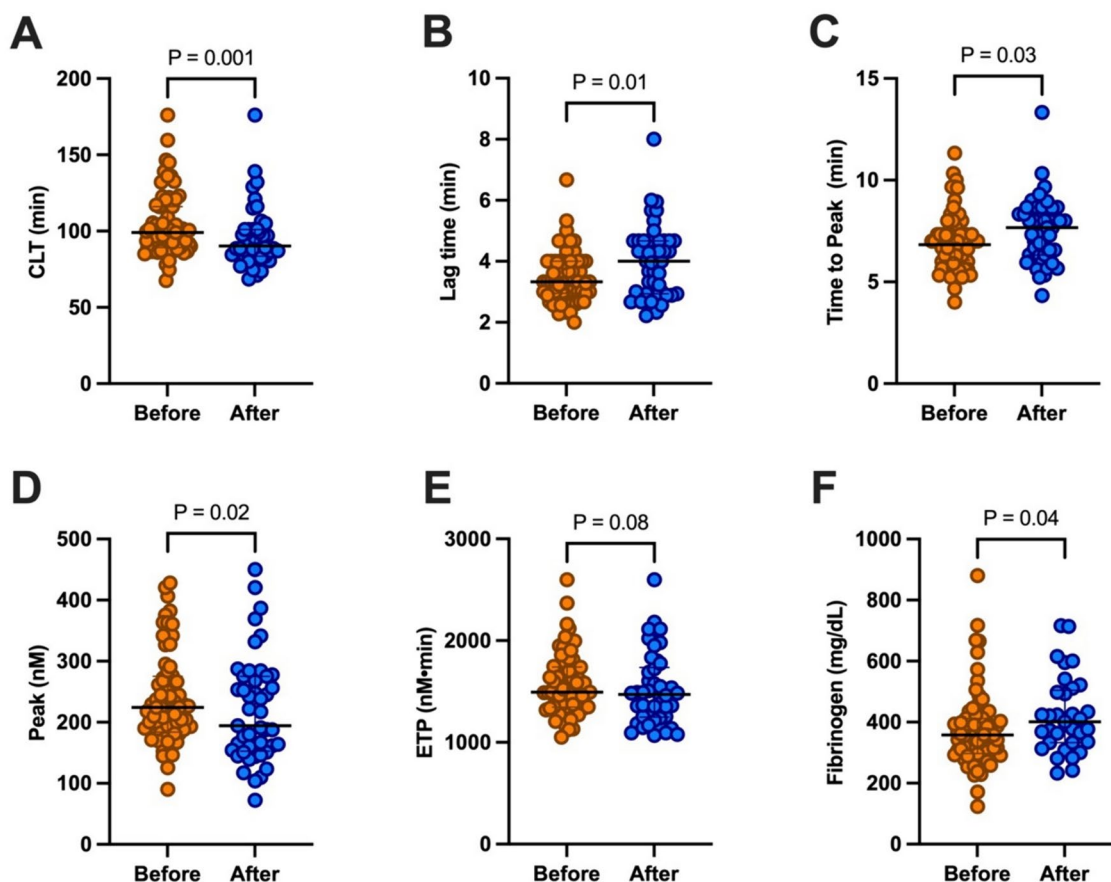 A
P = 0.001
CLT (min)
200
150
100
50
0
Before After
B
P = 0.01
Lag time (min)
10
8
6
4
2
0
Before After
C
P = 0.03
Time to Peak (min)
15
10
5
0
Before After
D
P = 0.02
Peak (nM)
500
400
300
200
100
0
Before After
E
P = 0.08
ETP (nM•min)
3000
2000
1000
0
Before After
F
P = 0.04
Fibrinogen (mg/dL)
1000
800
600
400
200
0
Before After